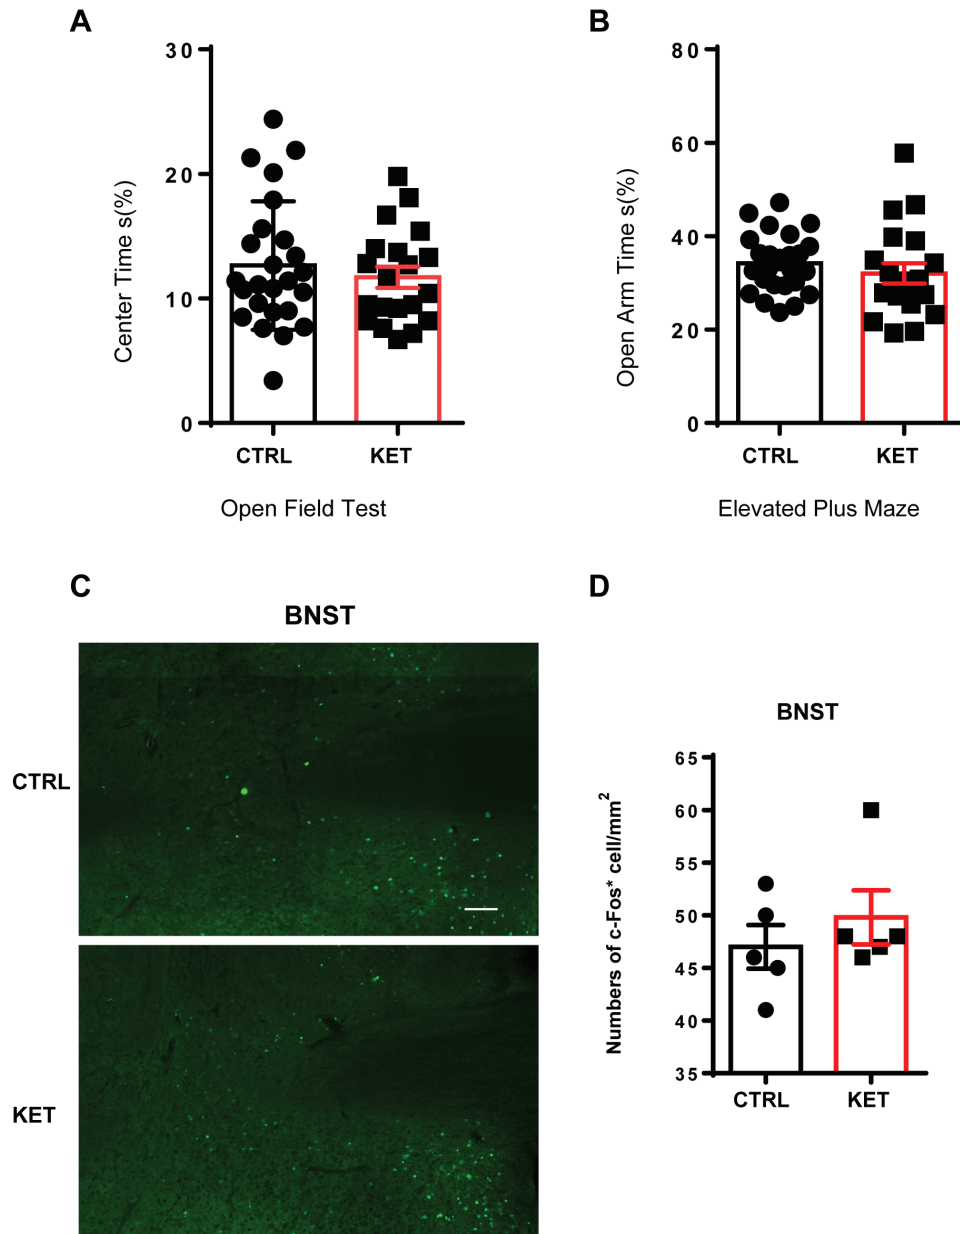 A
30
20
10
0
Center Time s(%)
CTRL
KET
Open Field Test
B
80
60
40
20
0
Open Arm Time s(%)
CTRL
KET
Elevated Plus Maze
C
BNST
CTRL
KET
D
BNST
65
60
55
50
45
40
35
Numbers of c-Fos* cell/mm²
CTRL
KET